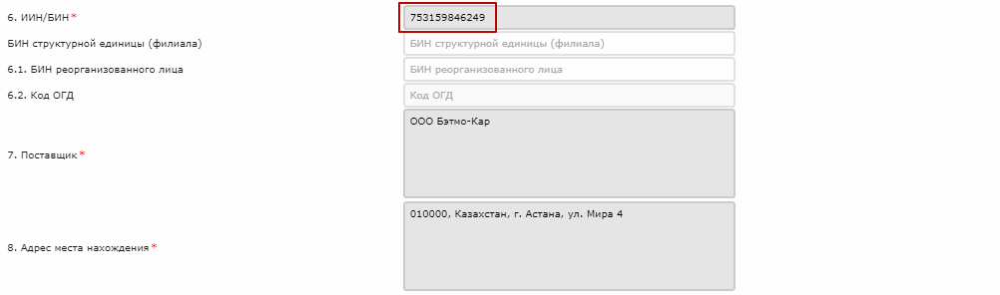 6. ИИН/БИН* 753159846249
БИН структурной единицы (филиала) БИН структурной единицы (филиала)
6.1. БИН реорганизованного лица БИН реорганизованного лица
6.2. Код ОГД Код ОГД
7. Поставщик* ООО Бэтмо-Кар
8. Адрес места нахождения* 010000, Казахстан, г. Астана, ул. Мира 4